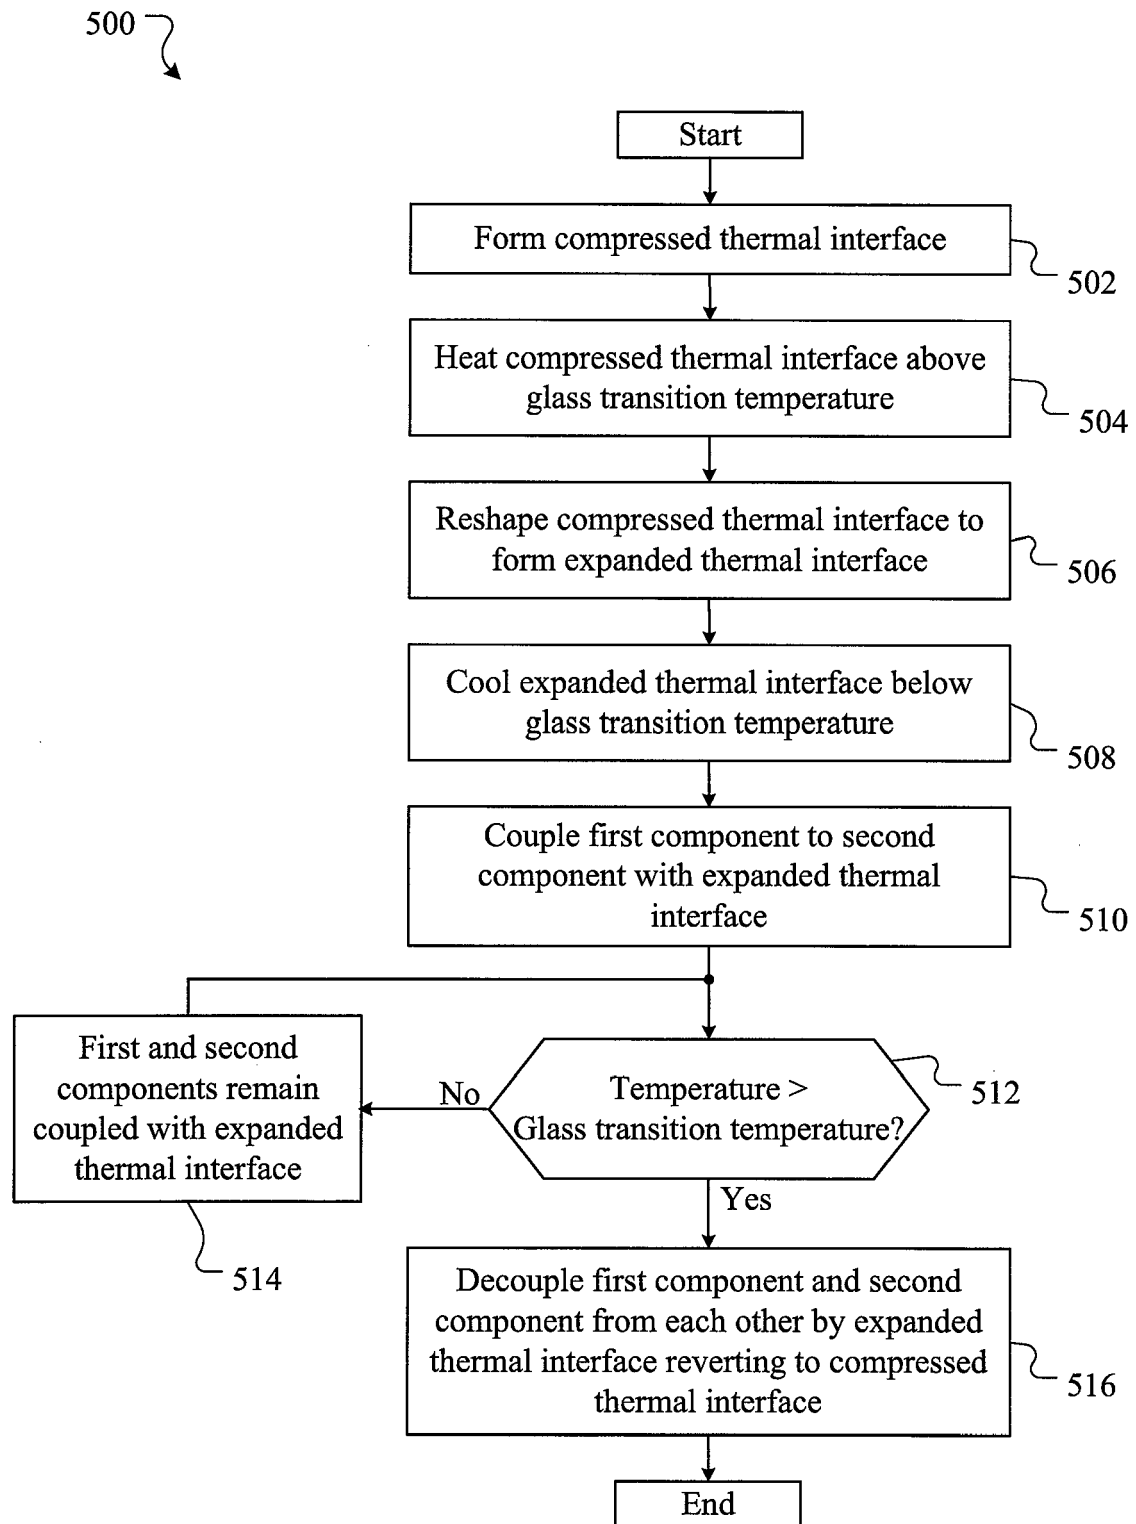 500
Start
Form compressed thermal interface
502
Heat compressed thermal interface above
glass transition temperature
504
Reshape compressed thermal interface to
form expanded thermal interface
506
Cool expanded thermal interface below
glass transition temperature
508
Couple first component to second
component with expanded thermal
interface
510
First and second
components remain
coupled with expanded
thermal interface
514
No
Temperature >
Glass transition temperature?
512
Yes
Decouple first component and second
component from each other by expanded
thermal interface reverting to compressed
thermal interface
516
End